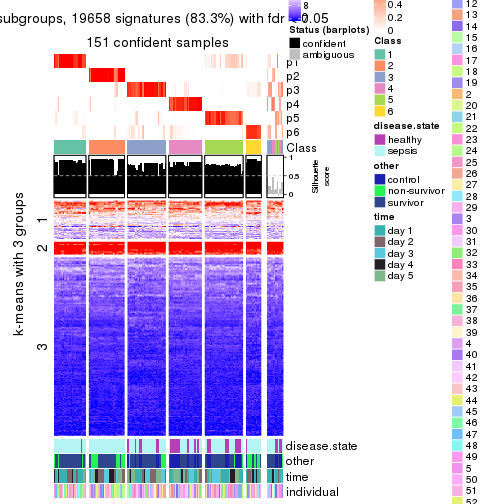 subgroups, 19658 signatures (83.3%) with fdr < 0.05
151 confident samples
p1
p2
p3
p4
p5
p6
Class
1
0.5
0
Silhouette
score
k-means with 3 groups
1
2
3
disease.state
other
time
individual
8
Status (barplots)
confident
ambiguous
0.4
0.2
0
Class
1
2
3
4
5
6
disease.state
healthy
sepsis
other
control
non-survivor
survivor
time
day 1
day 2
day 3
day 4
day 5
12
13
14
15
16
17
18
19
2
20
21
22
23
24
25
26
27
28
29
3
30
31
32
33
34
35
36
37
38
39
4
40
41
42
43
44
45
46
47
48
49
5
50
51